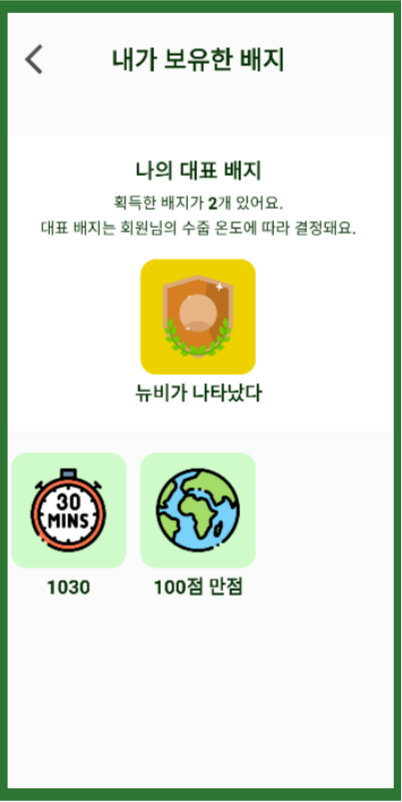 내가 보유한 배지
나의 대표 배지
획득한 배지가 2개 있어요.
대표 배지는 회원님의 수줍 온도에 따라 결정돼요.
뉴비가 나타났다
30
MINS
1030
100점 만점